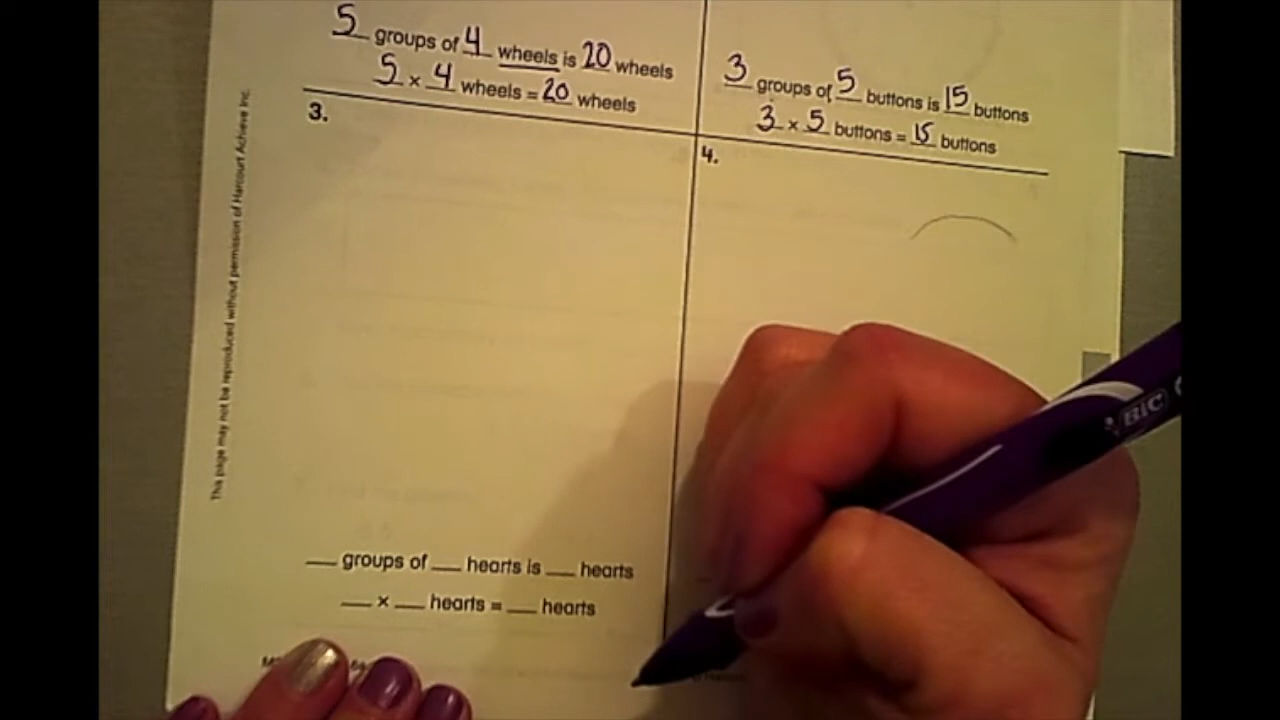 5 groups of 4 wheels is 20 wheels
5 × 4 wheels = 20 wheels
3 groups of 5 buttons is 15 buttons
3 × 5 buttons = 15 buttons
3.
4.
___ groups of ___ hearts is ___ hearts
___ × ___ hearts = ___ hearts
This page may not be reproduced without permission of Harcourt Achieve Inc.
BIC